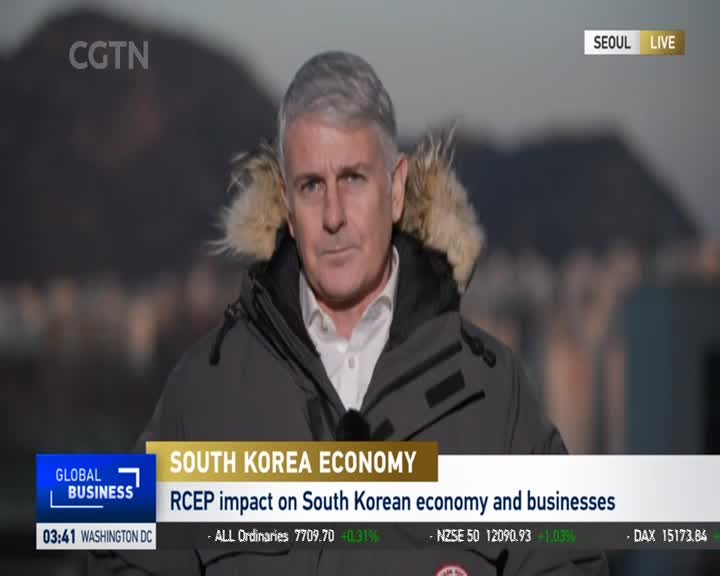 CGTN
SEOUL LIVE
SOUTH KOREA ECONOMY
GLOBAL
BUSINESS
RCEP impact on South Korean economy and businesses
03:41 WASHINGTON DC
· ALL Ordinaries 7709.70 +0.31% · NZSE 50 12090.93 +1.03% · DAX 15173.84